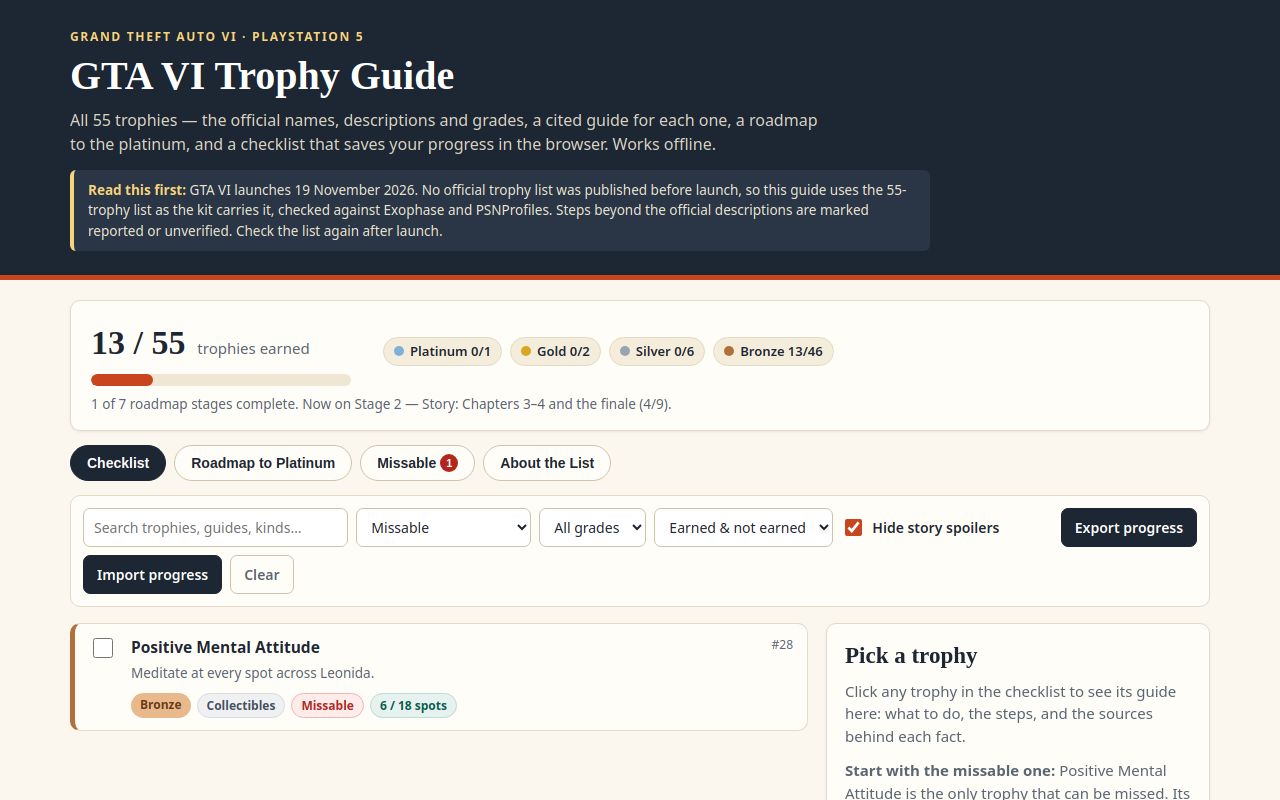 GRAND THEFT AUTO VI · PLAYSTATION 5
GTA VI Trophy Guide
All 55 trophies — the official names, descriptions and grades, a cited guide for each one, a roadmap
to the platinum, and a checklist that saves your progress in the browser. Works offline.
Read this first: GTA VI launches 19 November 2026. No official trophy list was published before launch, so this guide uses the 55-
trophy list as the kit carries it, checked against Exophase and PSNProfiles. Steps beyond the official descriptions are marked
reported or unverified. Check the list again after launch.
13 / 55 trophies earned
Platinum 0/1
Gold 0/2
Silver 0/6
Bronze 13/46
1 of 7 roadmap stages complete. Now on Stage 2 — Story: Chapters 3–4 and the finale (4/9).
Checklist
Roadmap to Platinum
Missable 1
About the List
Search trophies, guides, kinds...
Missable
All grades
Earned & not earned
Hide story spoilers
Export progress
Import progress
Clear
Positive Mental Attitude
#28
Meditate at every spot across Leonida.
Bronze
Collectibles
Missable
6 / 18 spots
Pick a trophy
Click any trophy in the checklist to see its guide
here: what to do, the steps, and the sources
behind each fact.
Start with the missable one: Positive Mental
Attitude is the only trophy that can be missed. Its